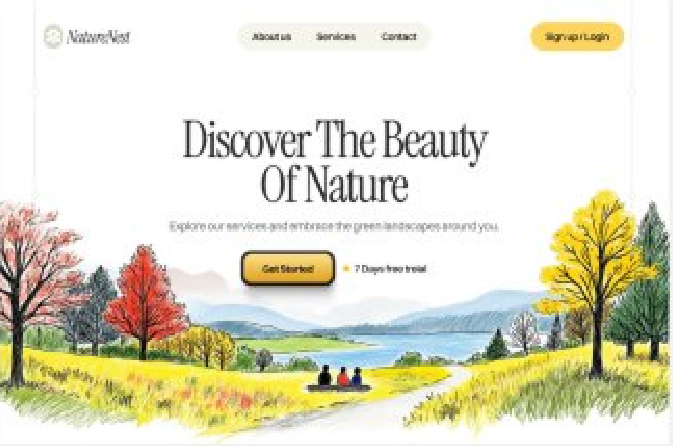 NatureNest
About us
Services
Contact
Sign up / Login
Discover The Beauty
Of Nature
Explore our services and embrace the green landscapes around you.
Get Started
7 Days free troial